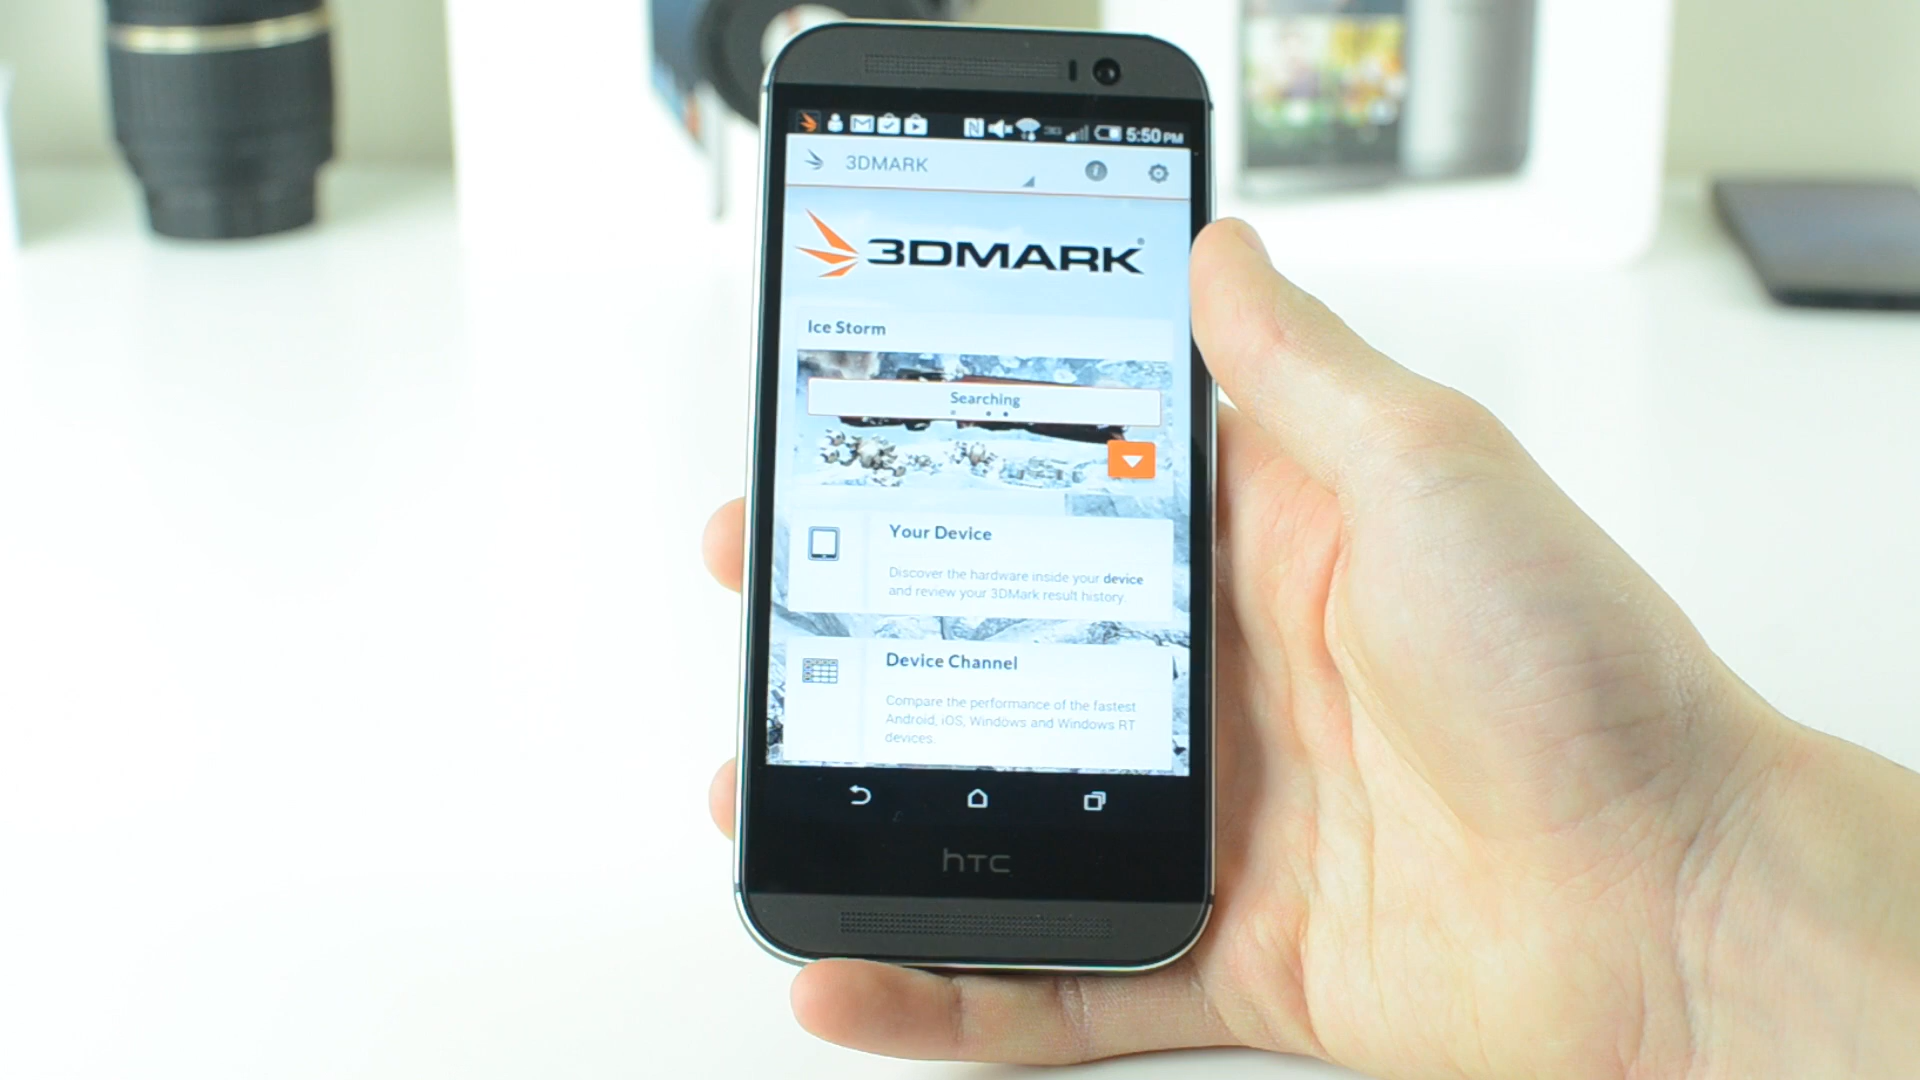 3G 5:50 PM
3DMARK
3DMARK®
Ice Storm
Searching
Your Device
Discover the hardware inside your device
and review your 3DMark result history.
Device Channel
Compare the performance of the fastest
Android, iOS, Windows and Windows RT
devices.
hTC